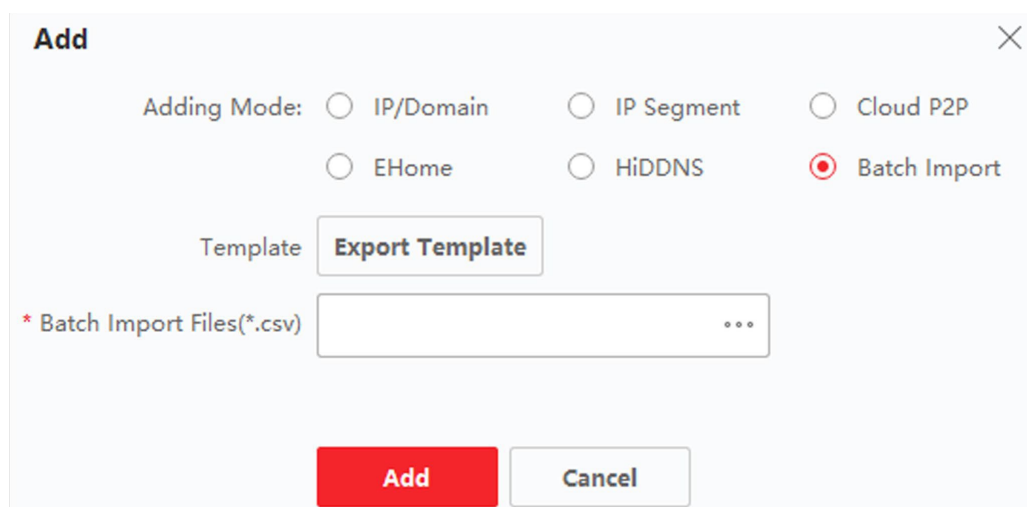 Add
Adding Mode: IP/Domain IP Segment Cloud P2P
EHome HiDDNS Batch Import
Template Export Template
* Batch Import Files(*.csv)
Add Cancel